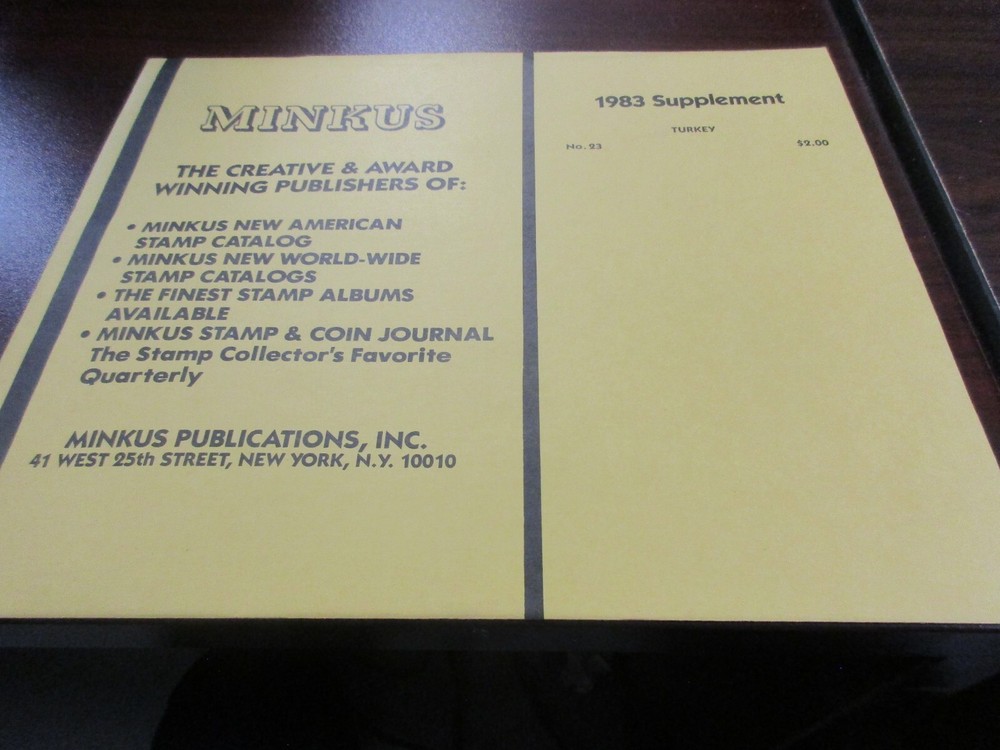 MINKUS
THE CREATIVE & AWARD
WINNING PUBLISHERS OF:
• MINKUS NEW AMERICAN
STAMP CATALOG
• MINKUS NEW WORLD-WIDE
STAMP CATALOGS
• THE FINEST STAMP ALBUMS
AVAILABLE
• MINKUS STAMP & COIN JOURNAL
The Stamp Collector's Favorite
Quarterly
MINKUS PUBLICATIONS, INC.
41 WEST 25th STREET, NEW YORK, N.Y. 10010
1983 Supplement
TURKEY
No. 23 $2.00